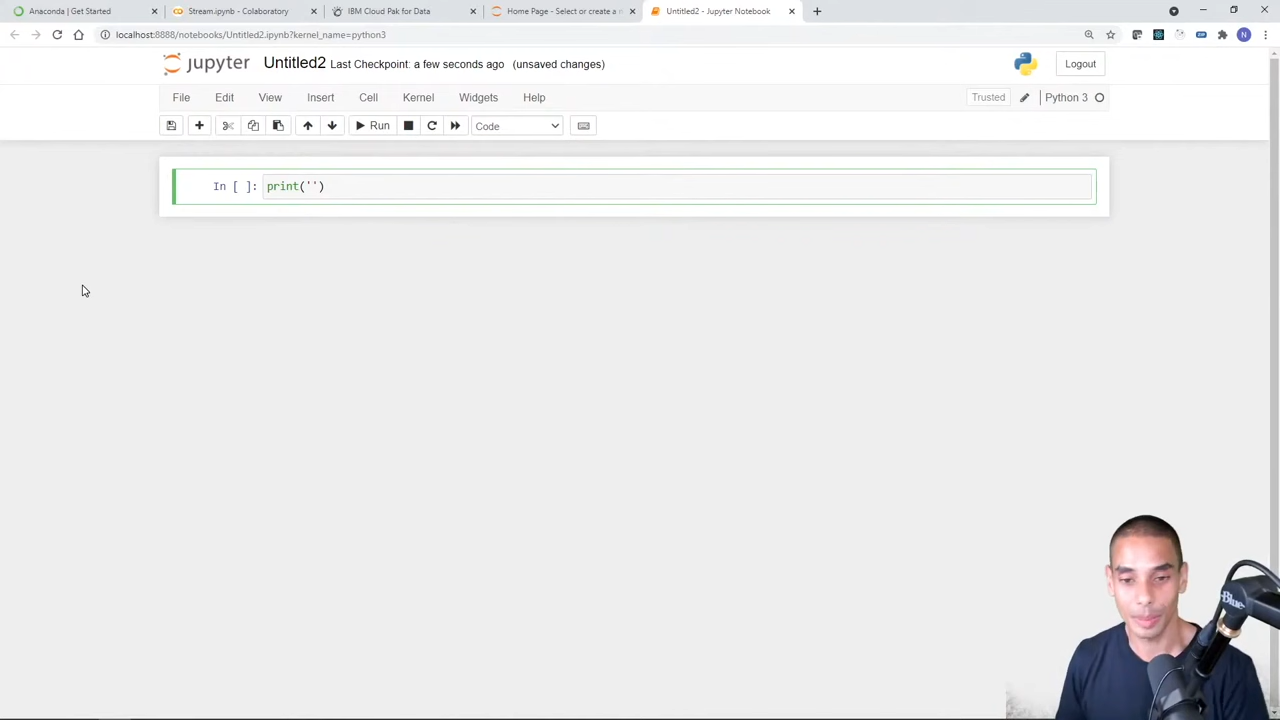 Anaconda | Get Started
Stream.ipynb - Colaboratory
IBM Cloud Pak for Data
Home Page - Select or create a n
Untitled2 - Jupyter Notebook
localhost:8888/notebooks/Untitled2.ipynb?kernel_name=python3
ZIP
N
jupyter Untitled2 Last Checkpoint: a few seconds ago (unsaved changes)
Logout
File Edit View Insert Cell Kernel Widgets Help
Trusted Python 3
Run
Code
In [ ]: print('')
Blue